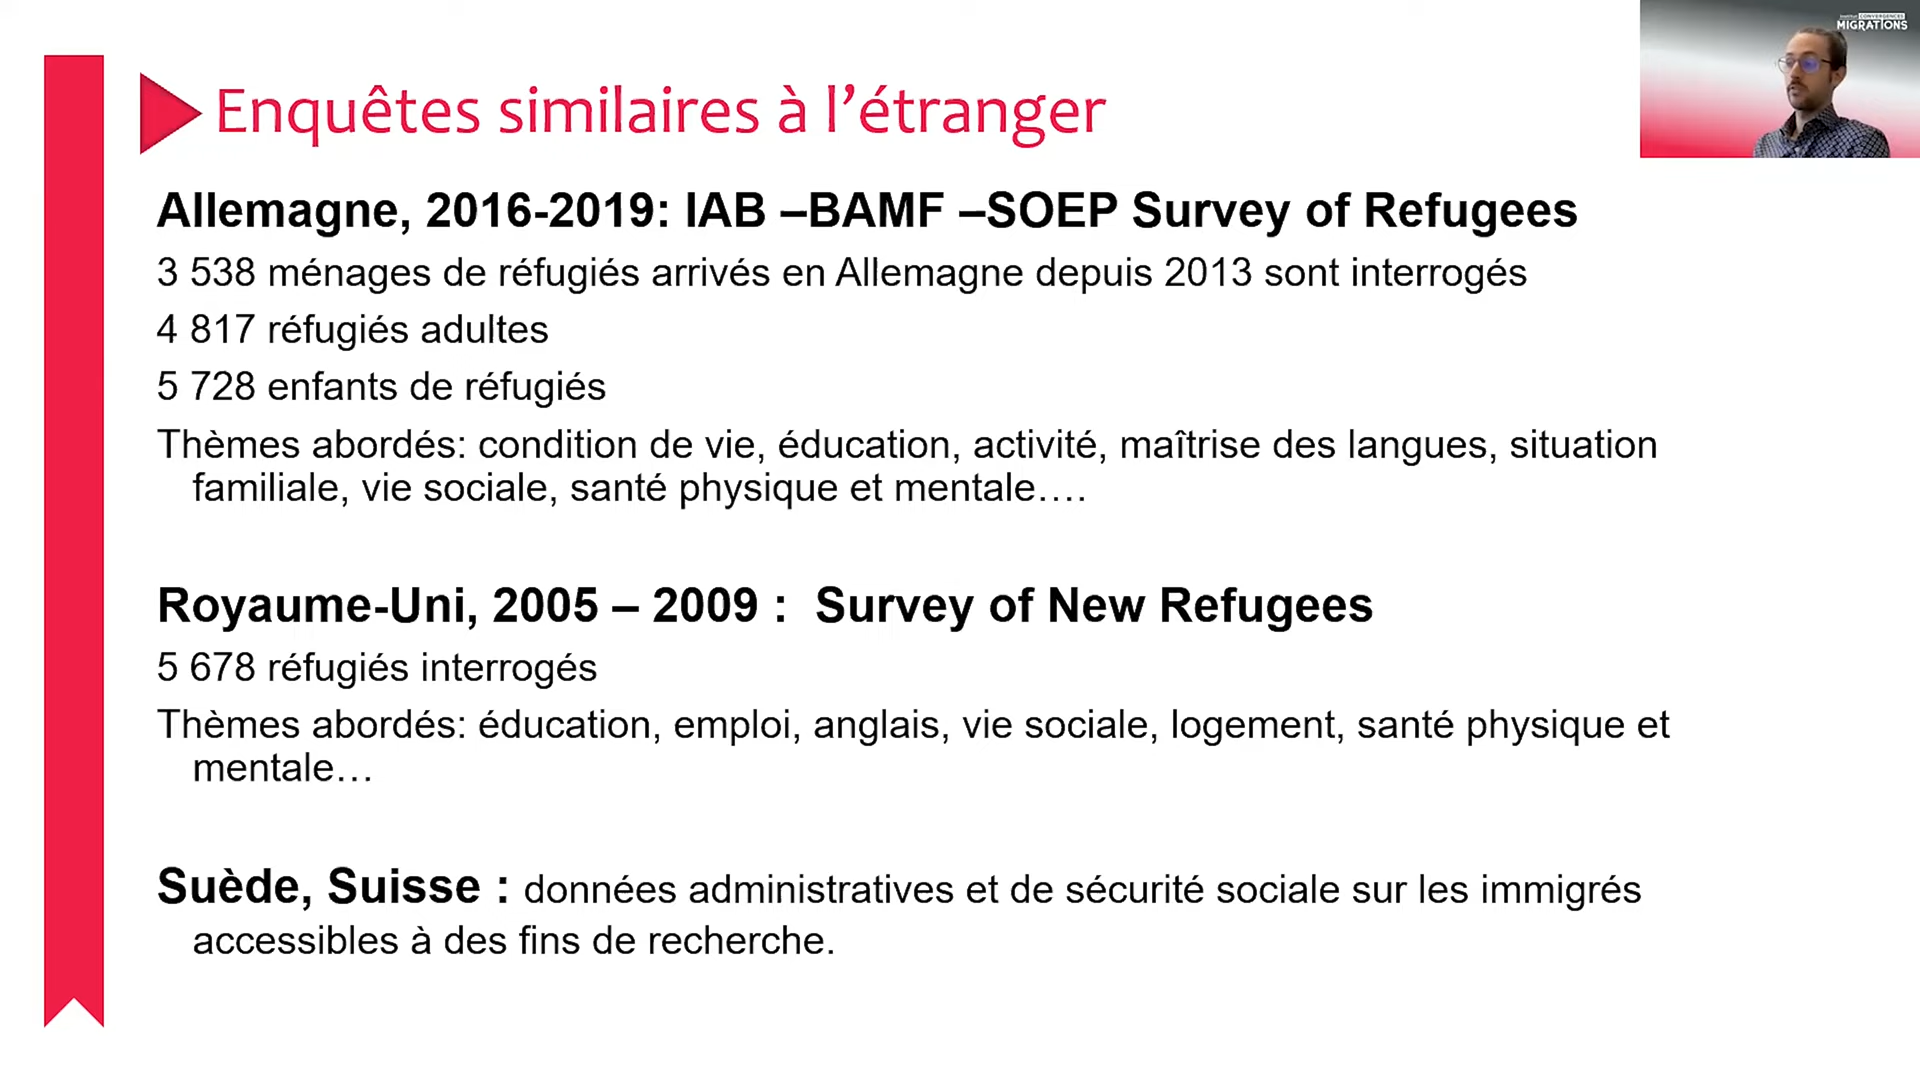 institut CONVERGENCES
MIGRATIONS
Enquêtes similaires à l’étranger
Allemagne, 2016-2019: IAB –BAMF –SOEP Survey of Refugees
3 538 ménages de réfugiés arrivés en Allemagne depuis 2013 sont interrogés
4 817 réfugiés adultes
5 728 enfants de réfugiés
Thèmes abordés: condition de vie, éducation, activité, maîtrise des langues, situation
familiale, vie sociale, santé physique et mentale….
Royaume-Uni, 2005 – 2009 :  Survey of New Refugees
5 678 réfugiés interrogés
Thèmes abordés: éducation, emploi, anglais, vie sociale, logement, santé physique et
mentale…
Suède, Suisse : données administratives et de sécurité sociale sur les immigrés
accessibles à des fins de recherche.